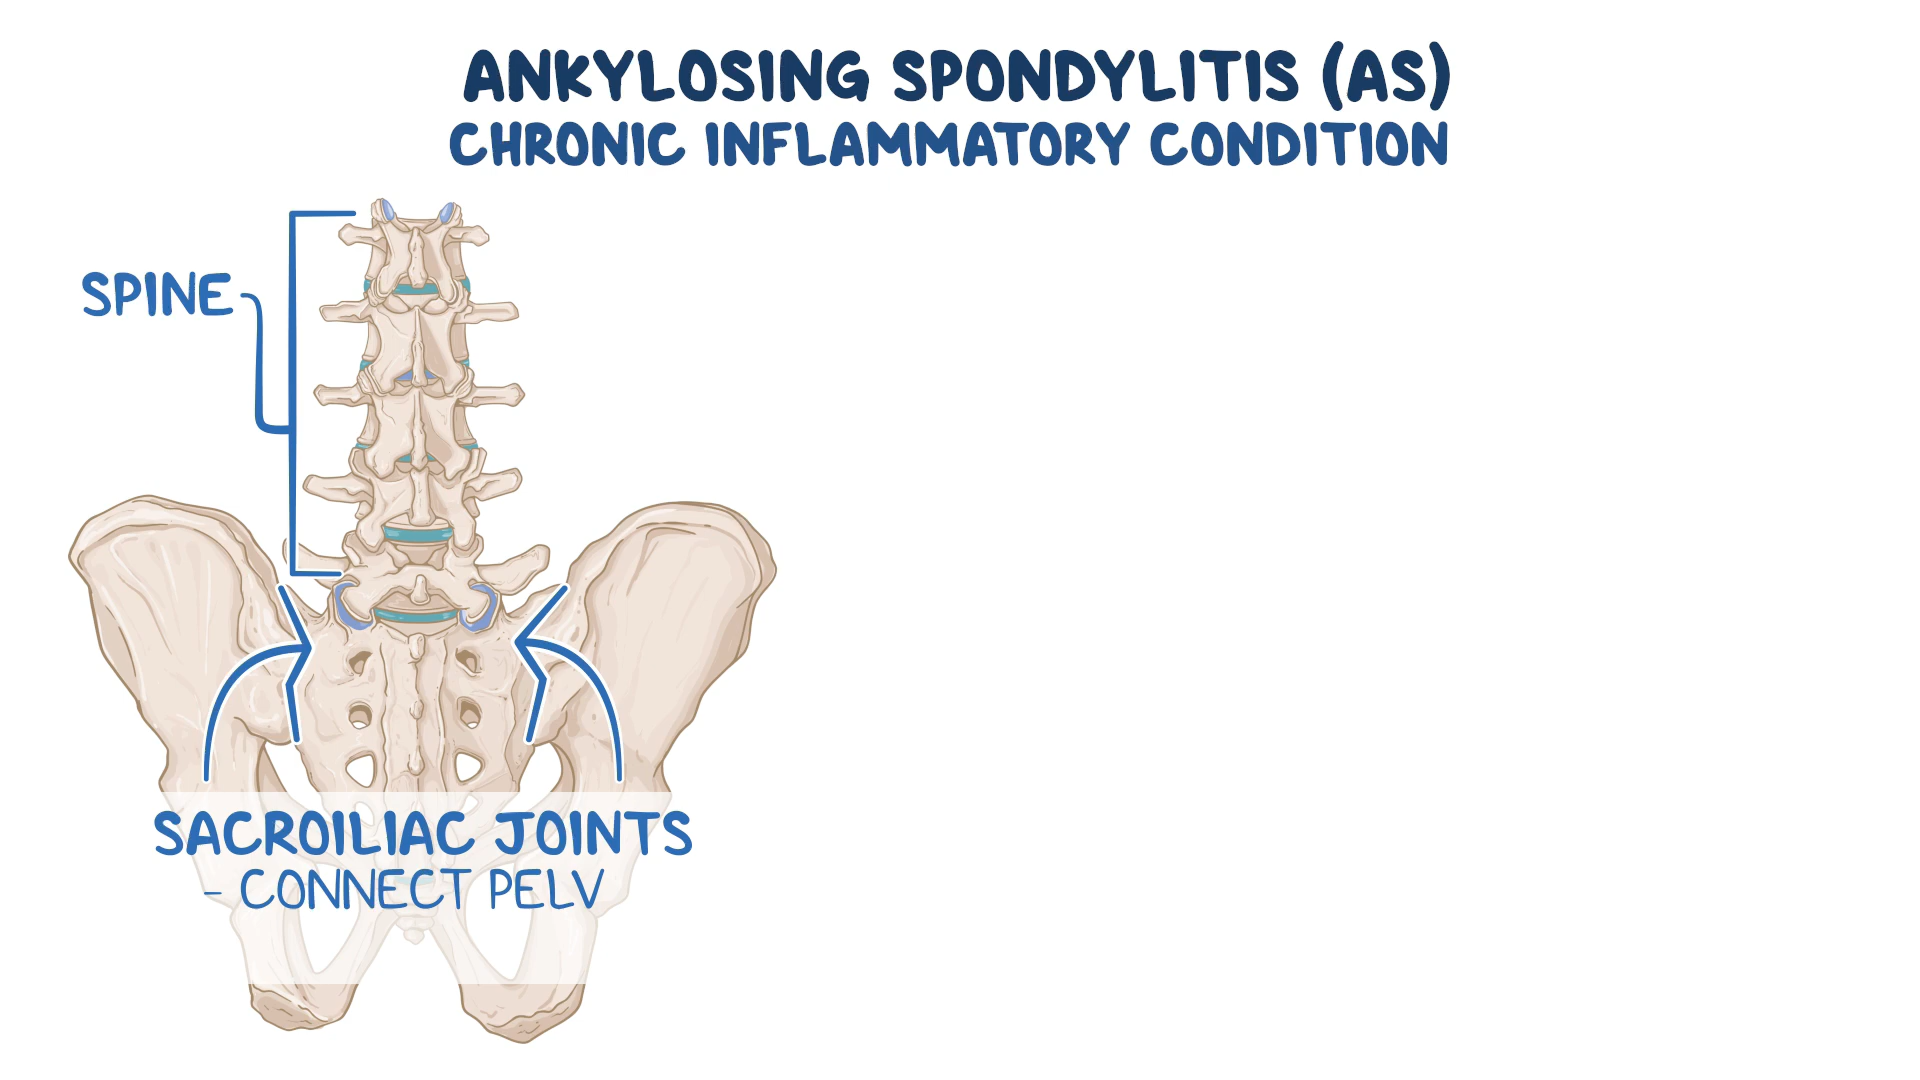 ANKYLOSING SPONDYLITIS (AS)
CHRONIC INFLAMMATORY CONDITION
SPINE
SACROILIAC JOINTS
- CONNECT PELV